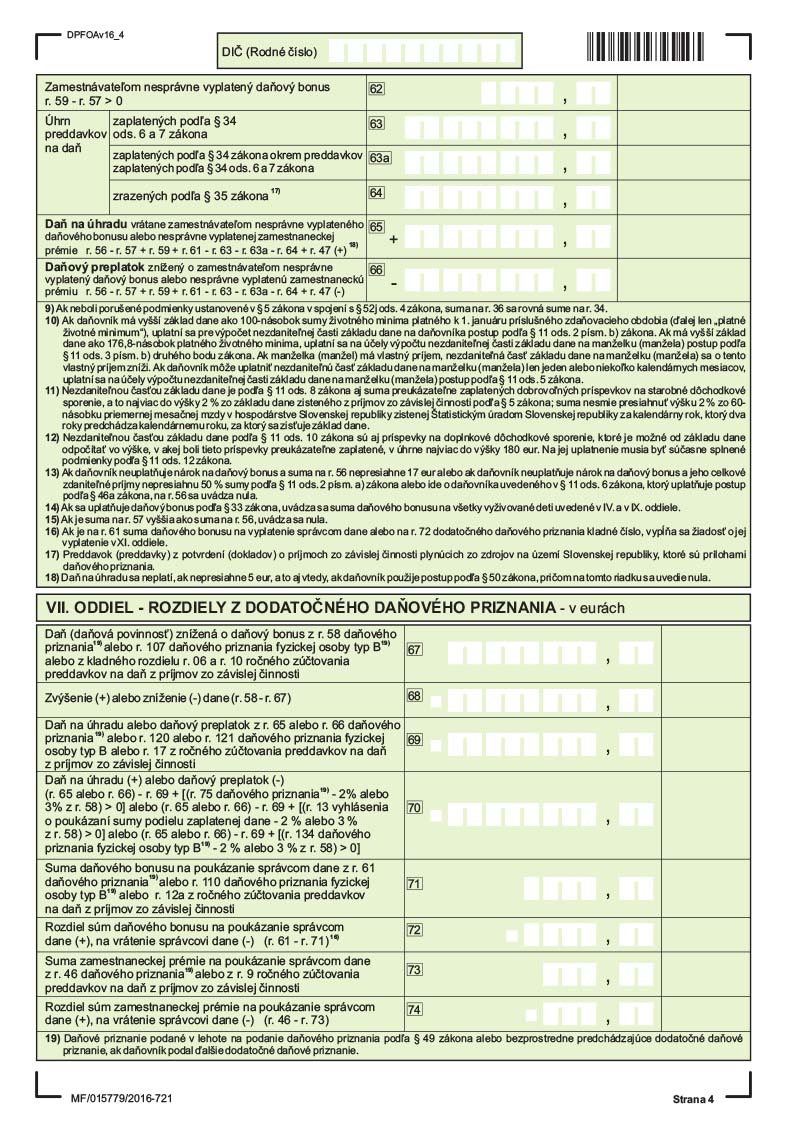 DPFOAv16_4
DIČ (Rodné číslo)
Zamestnávateľom nesprávne vyplatený daňový bonus
r. 59 - r. 57 > 0
62
,
Úhrn
preddavkov
na daň
zaplatených podľa § 34
ods. 6 a 7 zákona
63
,
zaplatených podľa § 34 zákona okrem preddavkov
zaplatených podľa § 34 ods. 6 a 7 zákona
63a
,
zrazených podľa § 35 zákona 17)
64
,
Daň na úhradu vrátane zamestnávateľom nesprávne vyplateného
daňového bonusu alebo nesprávne vyplatenej zamestnaneckej
prémie r. 56 - r. 57 + r. 59 + r. 61 - r. 63 - r. 63a - r. 64 + r. 47 (+) 18)
65
+
,
Daňový preplatok znížený o zamestnávateľom nesprávne
vyplatený daňový bonus alebo nesprávne vyplatenú zamestnaneckú
prémiu r. 56 - r. 57 + r. 59 + r. 61 - r. 63 - r. 63a - r. 64 + r. 47 (-)
66
-
,
9) Ak neboli porušené podmienky ustanovené v § 5 zákona v spojení s § 52j ods. 4 zákona, suma na r. 36 sa rovná sume na r. 34.
10) Ak daňovník má vyšší základ dane ako 100-násobok sumy životného minima platného k 1. januáru príslušného zdaňovacieho obdobia (ďalej len „platné
životné minimum“), uplatní sa pre výpočet nezdaniteľnej časti základu dane na daňovníka postup podľa § 11 ods. 2 písm. b) zákona. Ak má vyšší základ
dane ako 176,8-násobok platného životného minima, uplatní sa na účely výpočtu nezdaniteľnej časti základu dane na manželku (manžela) postup podľa
§ 11 ods. 3 písm. b) druhého bodu zákona. Ak manželka (manžel) má vlastný príjem, nezdaniteľná časť základu dane na manželku (manžela) sa o tento
vlastný príjem zníži. Ak daňovník môže uplatniť nezdaniteľnú časť základu dane na manželku (manžela) len jeden alebo niekoľko kalendárnych mesiacov,
uplatní sa na účely výpočtu nezdaniteľnej časti základu dane na manželku (manžela) postup podľa § 11 ods. 5 zákona.
11) Nezdaniteľnou časťou základu dane je podľa § 11 ods. 8 zákona aj suma preukázateľne zaplatených dobrovoľných príspevkov na starobné dôchodkové
sporenie, a to najviac do výšky 2 % zo základu dane zisteného z príjmov zo závislej činnosti podľa § 5 zákona; suma nesmie presiahnuť výšku 2 % zo 60-
násobku priemernej mesačnej mzdy v hospodárstve Slovenskej republiky zistenej Štatistickým úradom Slovenskej republiky za kalendárny rok, ktorý dva
roky predchádza kalendárnemu roku, za ktorý sa zisťuje základ dane.
12) Nezdaniteľnou časťou základu dane podľa § 11 ods. 10 zákona sú aj príspevky na doplnkové dôchodkové sporenie, ktoré je možné od základu dane
odpočítať vo výške, v akej boli tieto príspevky preukázateľne zaplatené, v úhrne najviac do výšky 180 eur. Na jej uplatnenie musia byť súčasne splnené
podmienky podľa § 11 ods. 12 zákona.
13) Ak daňovník neuplatňuje nárok na daňový bonus a suma na r. 56 nepresiahne 17 eur alebo ak daňovník neuplatňuje nárok na daňový bonus a jeho celkové
zdaniteľné príjmy nepresiahnu 50 % sumy podľa § 11 ods. 2 písm. a) zákona alebo ide o daňovníka uvedeného v § 11 ods. 6 zákona, ktorý uplatňuje postup
podľa § 46a zákona, na r. 56 sa uvádza nula.
14) Ak sa uplatňuje daňový bonus podľa § 33 zákona, uvádza sa suma daňového bonusu na všetky vyživované deti uvedené v IV. a v IX. oddiele.
15) Ak je suma na r. 57 vyššia ako suma na r. 56, uvádza sa nula.
16) Ak je na r. 61 suma daňového bonusu na vyplatenie správcom dane alebo na r. 72 dodatočného daňového priznania kladné číslo, vypĺňa sa žiadosť o jej
vyplatenie v XI. oddiele.
17) Preddavok (preddavky) z potvrdení (dokladov) o príjmoch zo závislej činnosti plynúcich zo zdrojov na území Slovenskej republiky, ktoré sú prílohami
daňového priznania.
18) Daň na úhradu sa neplatí, ak nepresiahne 5 eur, a to aj vtedy, ak daňovník použije postup podľa § 50 zákona, pričom na tomto riadku sa uvedie nula.
VII. ODDIEL - ROZDIELY Z DODATOČNÉHO DAŇOVÉHO PRIZNANIA - v eurách
Daň (daňová povinnosť) znížená o daňový bonus z r. 58 daňového
priznania19) alebo r. 107 daňového priznania fyzickej osoby typ B19)
alebo z kladného rozdielu r. 06 a r. 10 ročného zúčtovania
preddavkov na daň z príjmov zo závislej činnosti
67
,
Zvýšenie (+) alebo zníženie (-) dane (r. 58 - r. 67)
68
,
Daň na úhradu alebo daňový preplatok z r. 65 alebo r. 66 daňového
priznania19) alebo r. 120 alebo r. 121 daňového priznania fyzickej
osoby typ B alebo r. 17 z ročného zúčtovania preddavkov na daň
z príjmov zo závislej činnosti
69
,
Daň na úhradu (+) alebo daňový preplatok (-)
(r. 65 alebo r. 66) - r. 69 + [(r. 75 daňového priznania19) - 2% alebo
3% z r. 58) > 0] alebo (r. 65 alebo r. 66) - r. 69 + [(r. 13 vyhlásenia
o poukázaní sumy podielu zaplatenej dane - 2 % alebo 3 %
z r. 58) > 0] alebo (r. 65 alebo r. 66) - r. 69 + [(r. 134 daňového
priznania fyzickej osoby typ B19) - 2 % alebo 3 % z r. 58) > 0]
70
,
Suma daňového bonusu na poukázanie správcom dane z r. 61
daňového priznania19) alebo r. 110 daňového priznania fyzickej
osoby typ B19) alebo r. 12a z ročného zúčtovania preddavkov
na daň z príjmov zo závislej činnosti
71
,
Rozdiel súm daňového bonusu na poukázanie správcom
dane (+), na vrátenie správcovi dane (-) (r. 61 - r. 71)16)
72
,
Suma zamestnaneckej prémie na poukázanie správcom dane
z r. 46 daňového priznania19) alebo z r. 9 ročného zúčtovania
preddavkov na daň z príjmov zo závislej činnosti
73
,
Rozdiel súm zamestnaneckej prémie na poukázanie správcom
dane (+), na vrátenie správcovi dane (-) (r. 46 - r. 73)
74
,
19) Daňové priznanie podané v lehote na podanie daňového priznania podľa § 49 zákona alebo bezprostredne predchádzajúce dodatočné daňové
priznanie, ak daňovník podal ďalšie dodatočné daňové priznanie.
MF/015779/2016-721
Strana 4